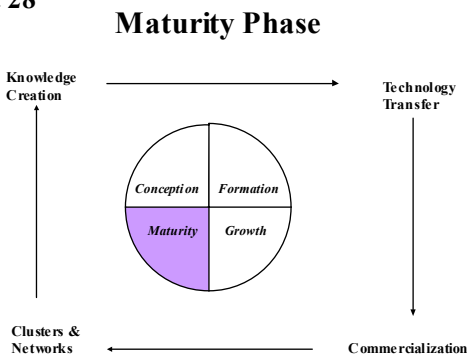 28
Maturity Phase
Knowledge
Creation
Technology
Transfer
Conception
Formation
Maturity
Growth
Clusters &
Networks
Commercialization